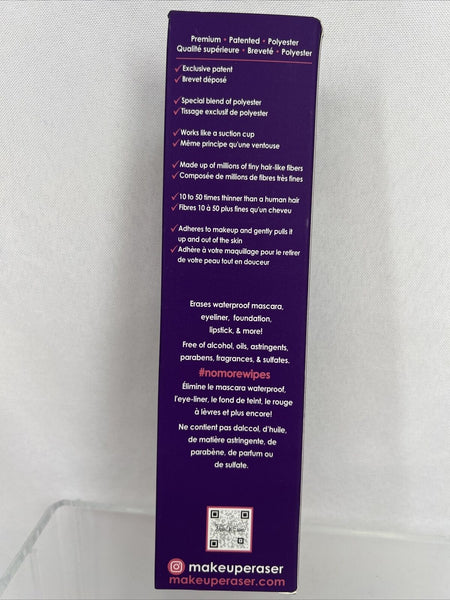 Premium • Patented • Polyester
Qualité supérieure • Breveté • Polyester
✓Exclusive patent
✓Brevet déposé
✓Special blend of polyester
✓Tissage exclusif de polyester
✓Works like a suction cup
✓Même principe qu'une ventouse
✓Made up of millions of tiny hair-like fibers
✓Composée de millions de fibres très fines
✓10 to 50 times thinner than a human hair
✓Fibres 10 à 50 plus fines qu'un cheveu
✓Adheres to makeup and gently pulls it
up and out of the skin
✓Adhère à votre maquillage pour le retirer
de votre peau tout en douceur
Erases waterproof mascara,
eyeliner, foundation,
lipstick, & more!
Free of alcohol, oils, astringents,
parabens, fragrances, & sulfates.
#nomorewipes
Élimine le mascara waterproof,
l'eye-liner, le fond de teint, le rouge
à lèvres et plus encore!
Ne contient pas dalccol, d'huile,
de matière astringente, de
parabène, de parfum ou
de sulfate.
makeuperaser
makeuperaser.com